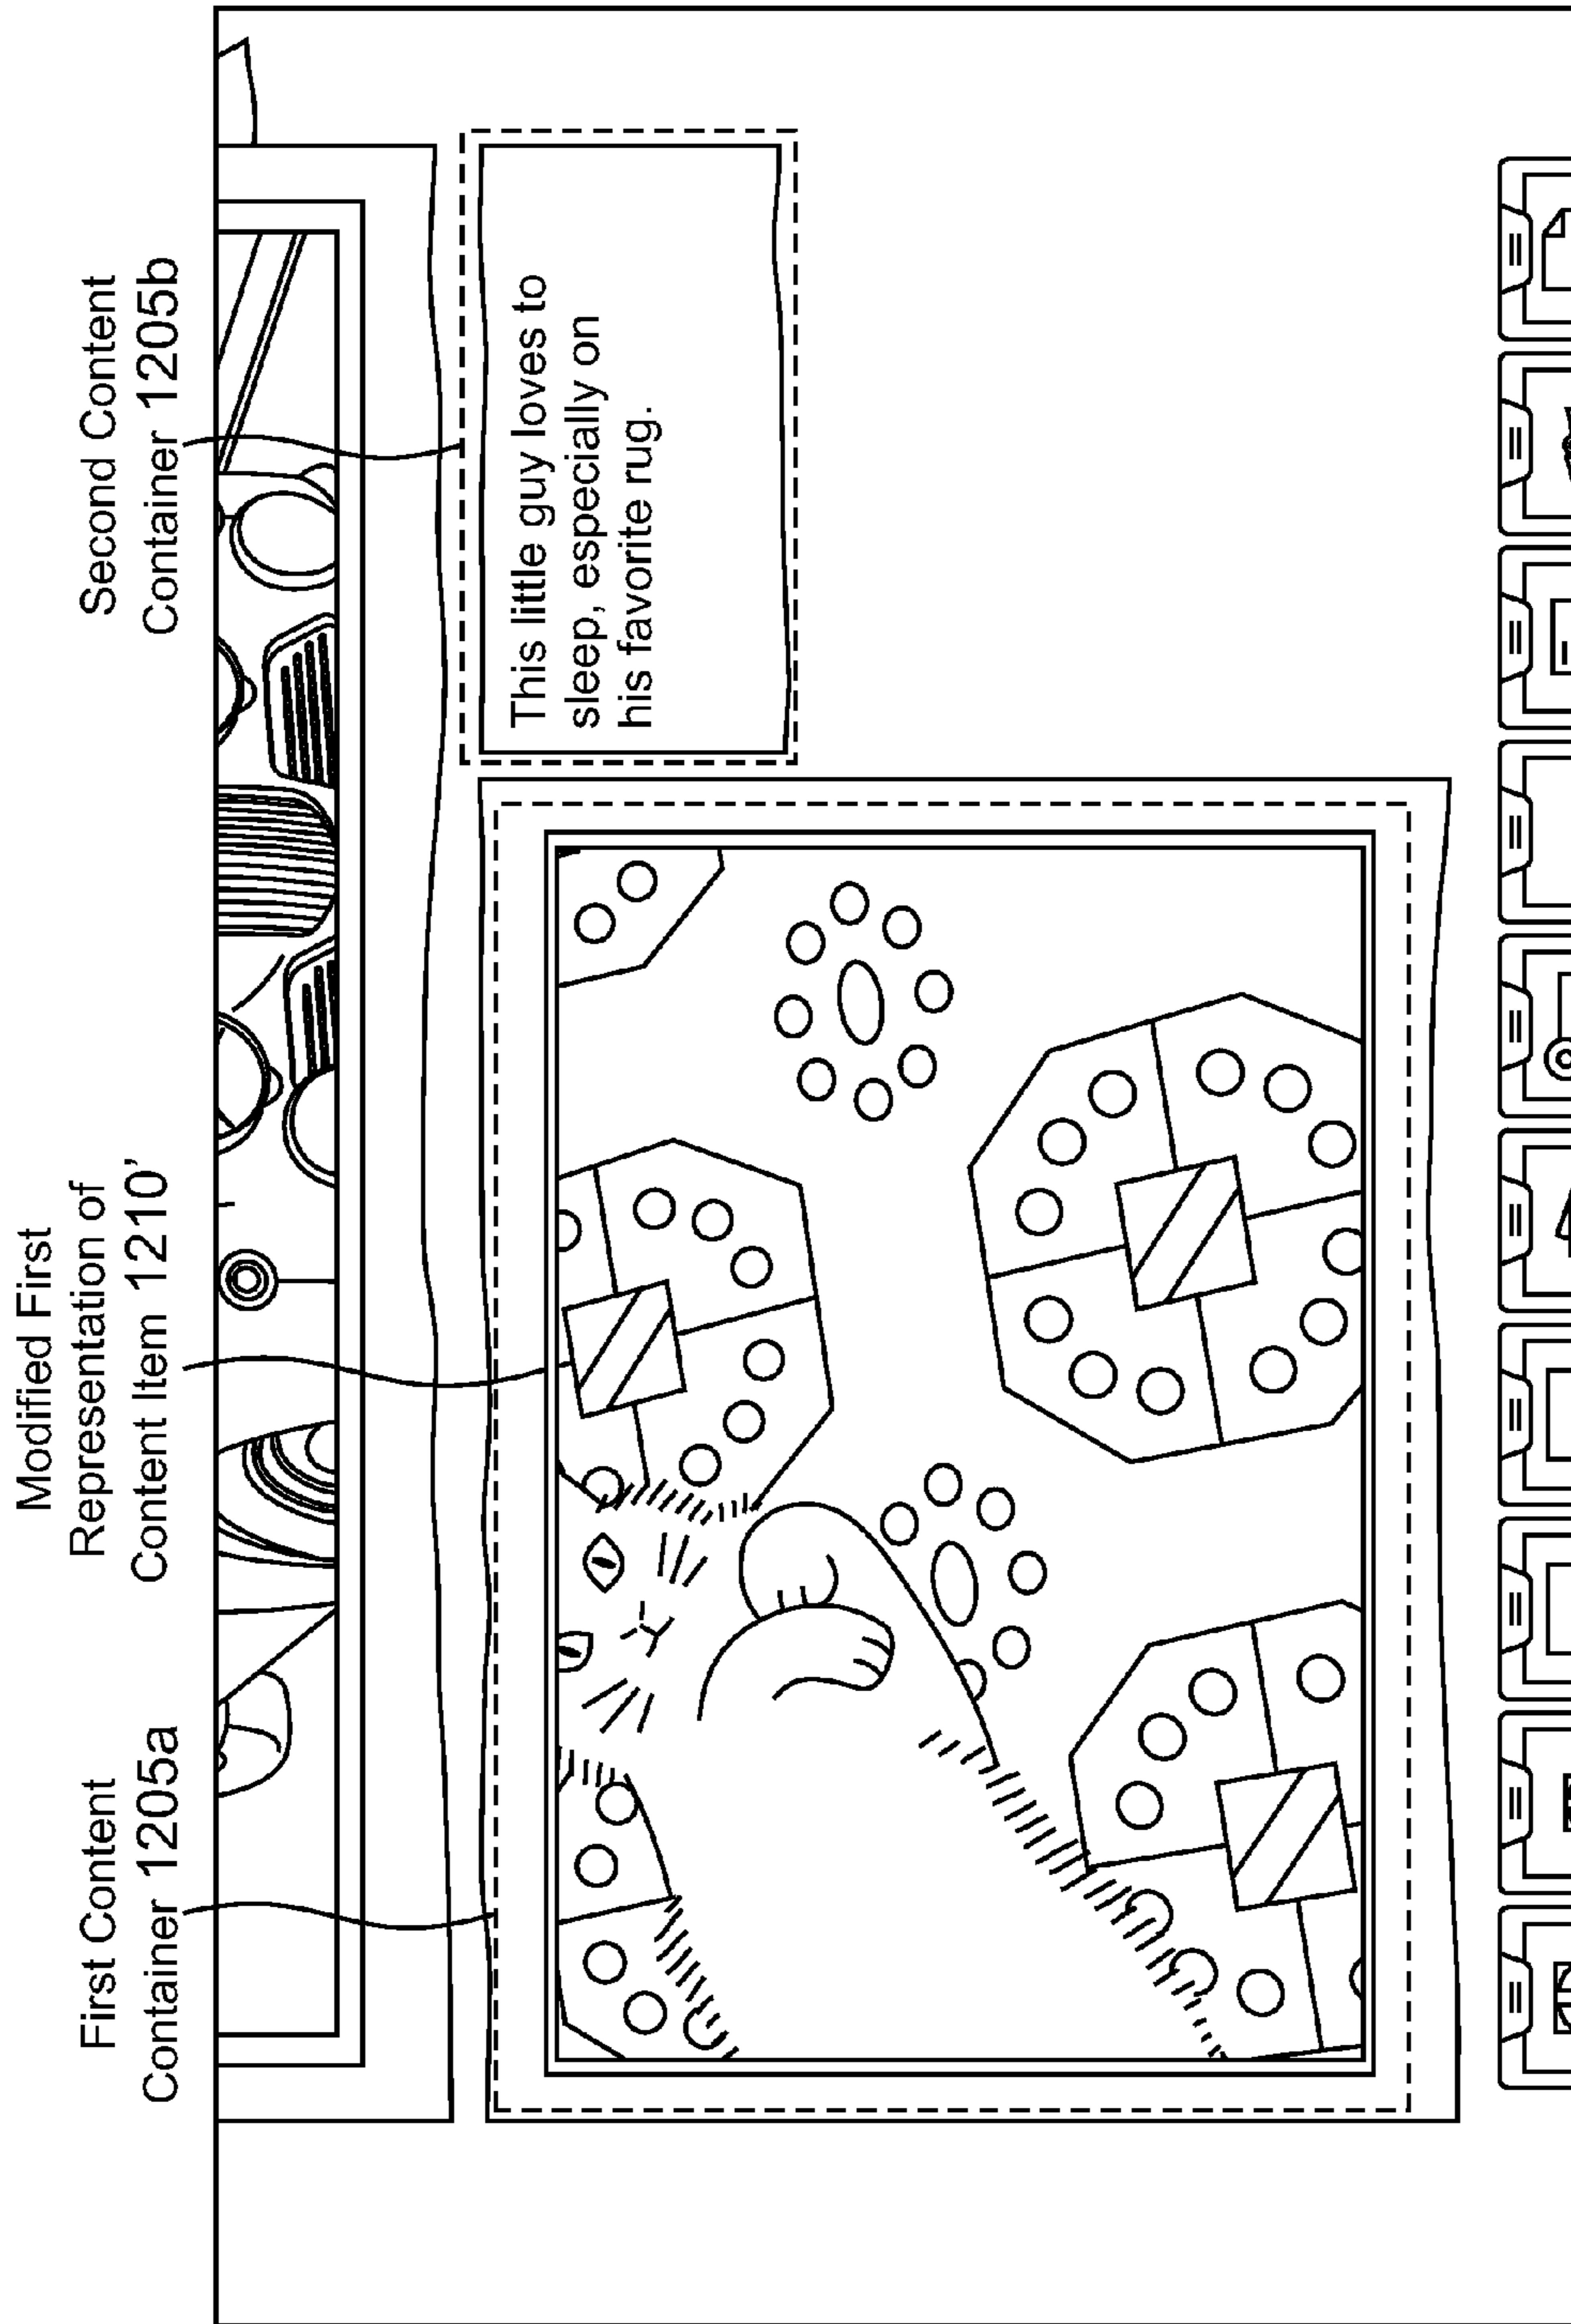 First Content
Container 1205a
Modified First
Representation of
Content Item 1210'
Second Content
Container 1205b
This little guy loves to
sleep, especially on
his favorite rug.